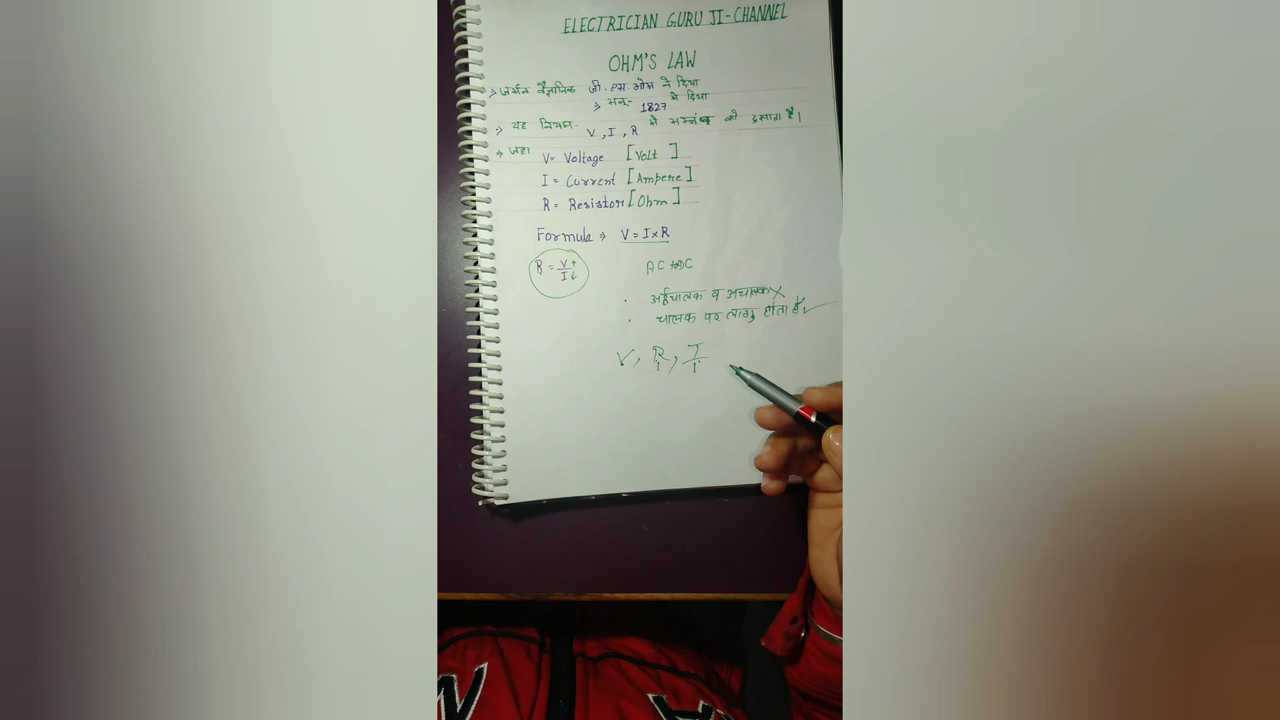 ELECTRICIAN GURU JI-CHANNEL
OHM'S LAW
⇒ जर्मन वैज्ञानिक जी. एस. ओम ने दिया
⇒ सन्- 1827 में दिया
⇒ यह नियम- V, I, R में सम्बंध को दर्साता है।
⇒ जहा
V = Voltage [Volt]
I = Current [Ampere]
R = Resistor [Ohm]
Formula ⇒ V = I×R
R = V↑/I↓
AC DC
· अर्द्धचालक व अचालक X
· चालक पर लागु होता है ✓
V, R, I